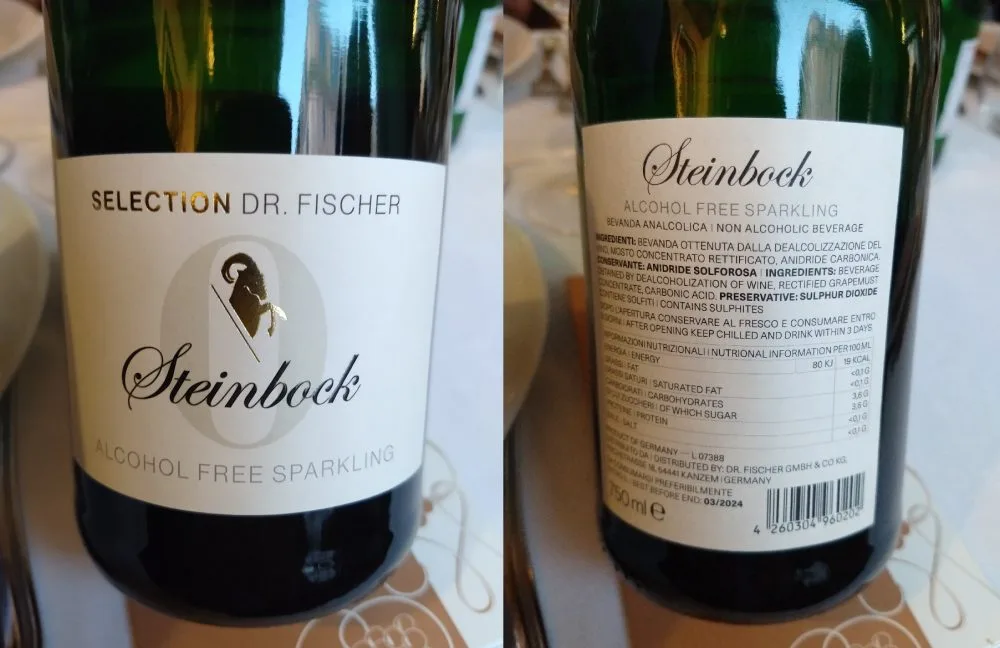 SELECTION DR. FISCHER
0
Steinbock
ALCOHOL FREE SPARKLING
Steinbock
ALCOHOL FREE SPARKLING
BEVANDA ANALCOLICA | NON ALCOHOLIC BEVERAGE
INGREDIENTI: BEVANDA OTTENUTA DALLA DEALCOLIZZAZIONE DEL
VINO, MOSTO CONCENTRATO RETTIFICATO, ANIDRIDE CARBONICA.
CONSERVANTE: ANIDRIDE SOLFOROSA | INGREDIENTS: BEVERAGE
OBTAINED BY DEALCOHOLIZATION OF WINE, RECTIFIED GRAPEMUST
CONCENTRATE, CARBONIC ACID. PRESERVATIVE: SULPHUR DIOXIDE
CONTIENE SOLFITI | CONTAINS SULPHITES
DOPO L'APERTURA CONSERVARE AL FRESCO E CONSUMARE ENTRO
3 GIORNI | AFTER OPENING KEEP CHILLED AND DRINK WITHIN 3 DAYS
INFORMAZIONI NUTRIZIONALI | NUTRIONAL INFORMATION PER 100 ML
ENERGIA | ENERGY 80 KJ 19 KCAL
GRASSI | FAT <0,1 G
GRASSI SATURI | SATURATED FAT <0,1 G
CARBOIDRATI | CARBOHYDRATES 3,6 G
ZUCCHERI | OF WHICH SUGAR 3,6 G
PROTEINE | PROTEIN <0,1 G
SALE | SALT <0,1 G
PRODUCT OF GERMANY — L 07388
DISTRIBUITO DA | DISTRIBUTED BY: DR. FISCHER GMBH & CO KG,
16, 54441 KANZEM | GERMANY
PREFERIBILMENTE
BEST BEFORE END: 03/2024
750 ml e
4 260304 960202